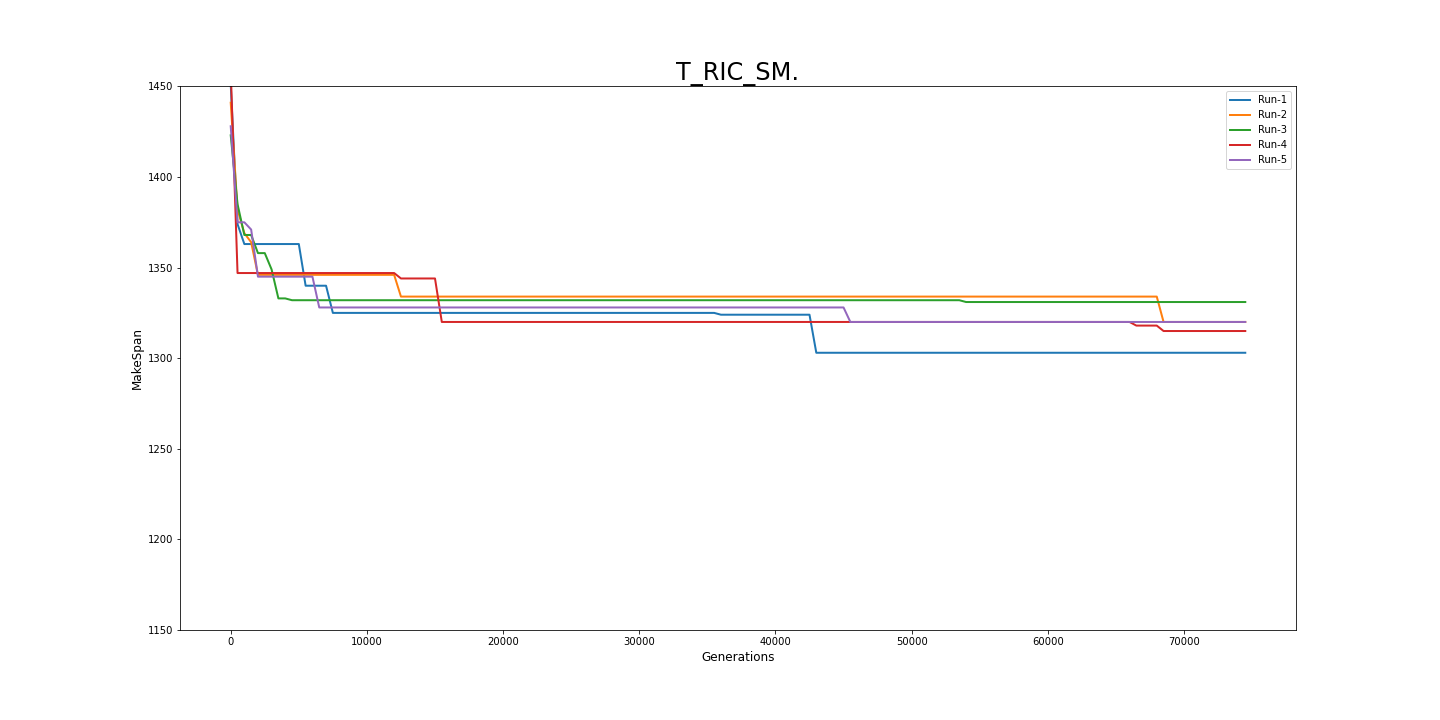 T_RIC_SM.
1450
1400
1350
1300
1250
1200
1150
MakeSpan
0 10000 20000 30000 40000 50000 60000 70000
Generations
Run-1
Run-2
Run-3
Run-4
Run-5